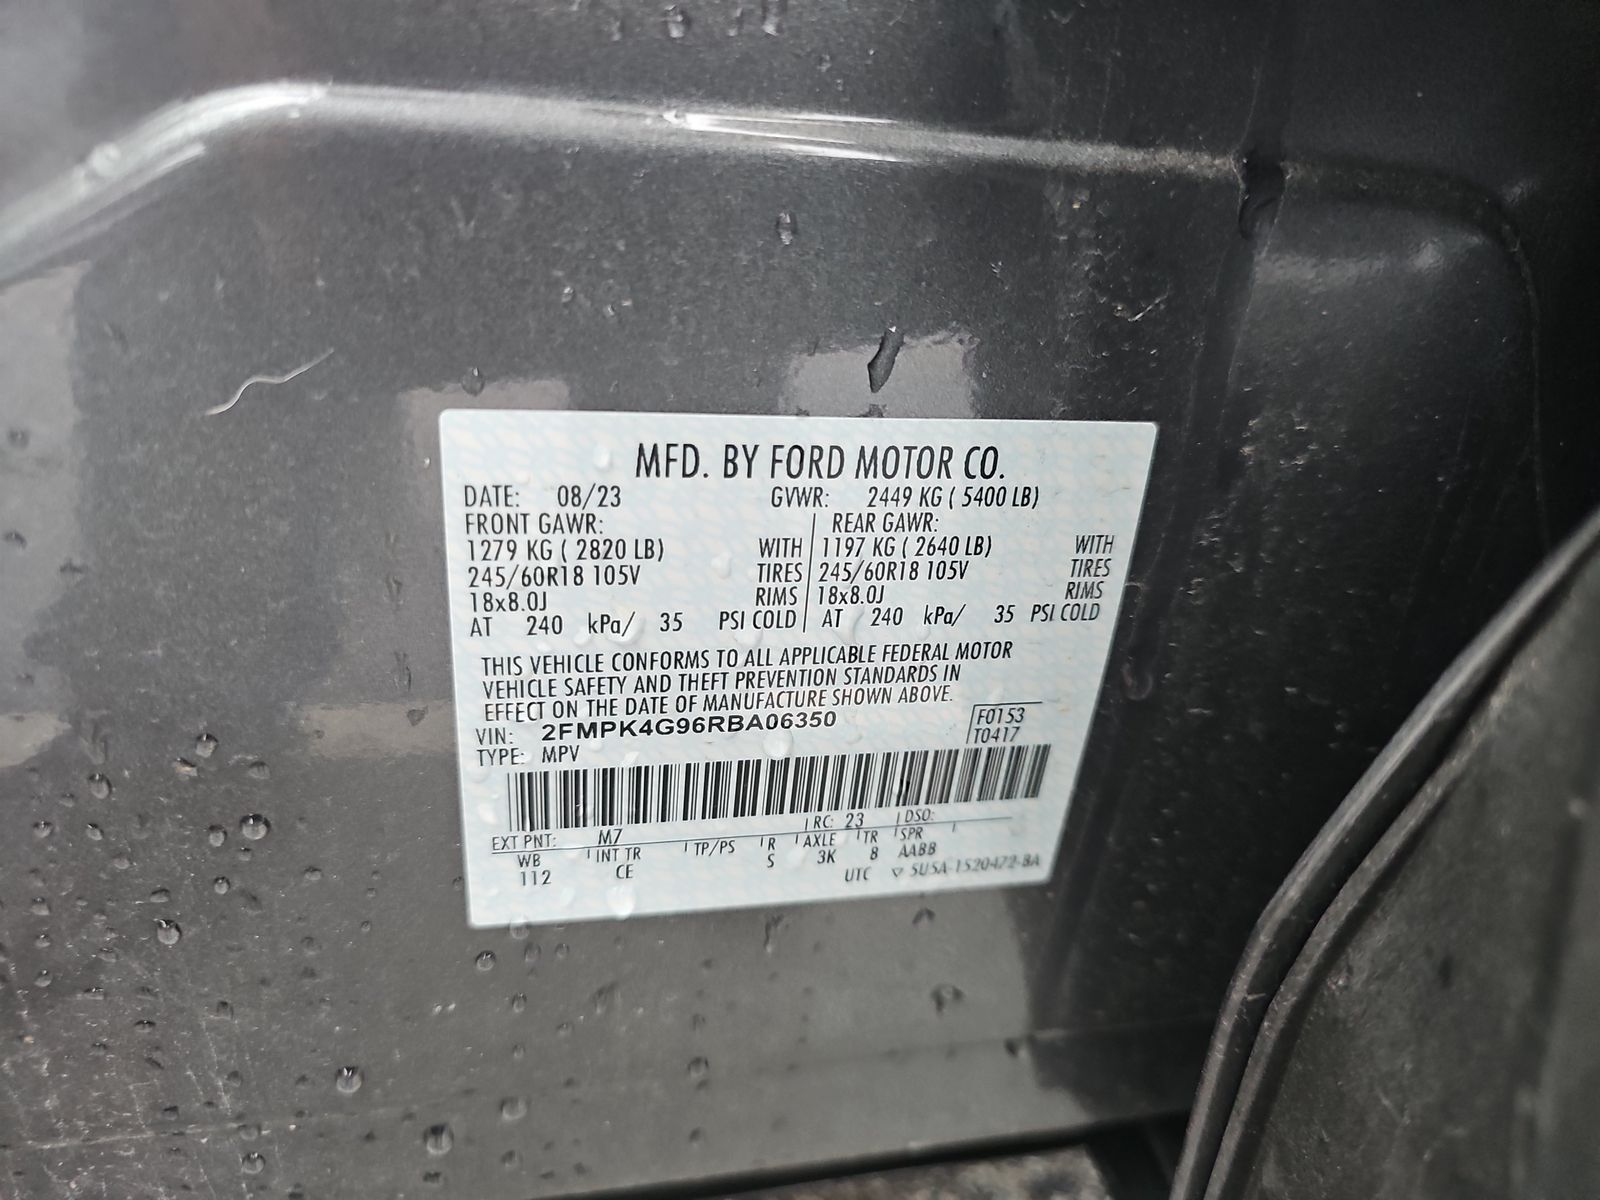 MFD. BY FORD MOTOR CO.
DATE: 08/23 GVWR: 2449 KG ( 5400 LB)
FRONT GAWR: REAR GAWR:
1279 KG ( 2820 LB) WITH 1197 KG ( 2640 LB) WITH
245/60R18 105V TIRES 245/60R18 105V TIRES
18x8.0J RIMS 18x8.0J RIMS
AT 240 kPa/ 35 PSI COLD AT 240 kPa/ 35 PSI COLD
THIS VEHICLE CONFORMS TO ALL APPLICABLE FEDERAL MOTOR
VEHICLE SAFETY AND THEFT PREVENTION STANDARDS IN
EFFECT ON THE DATE OF MANUFACTURE SHOWN ABOVE.
VIN: 2FMPK4G96RBA06350 F0153
TYPE: MPV T0417
EXT PNT: M7 RC: 23 DSO:
WB INT TR TP/PS R AXLE TR SPR
112 CE S 3K 8 AABB
UTC ▽ 5U5A-1520472-BA